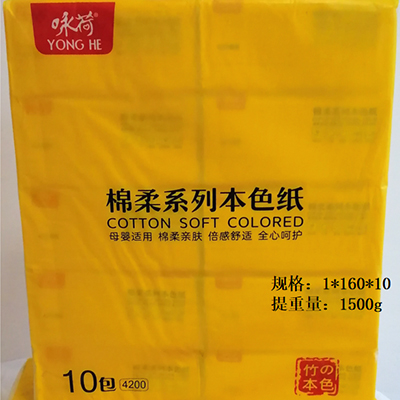 咏荷
YONG HE
棉柔系列本色纸
COTTON SOFT COLORED
母婴适用 棉柔亲肤 倍感舒适 全心呵护
规格：1*160*10
提重量：1500g
10包 4200
竹の
本色